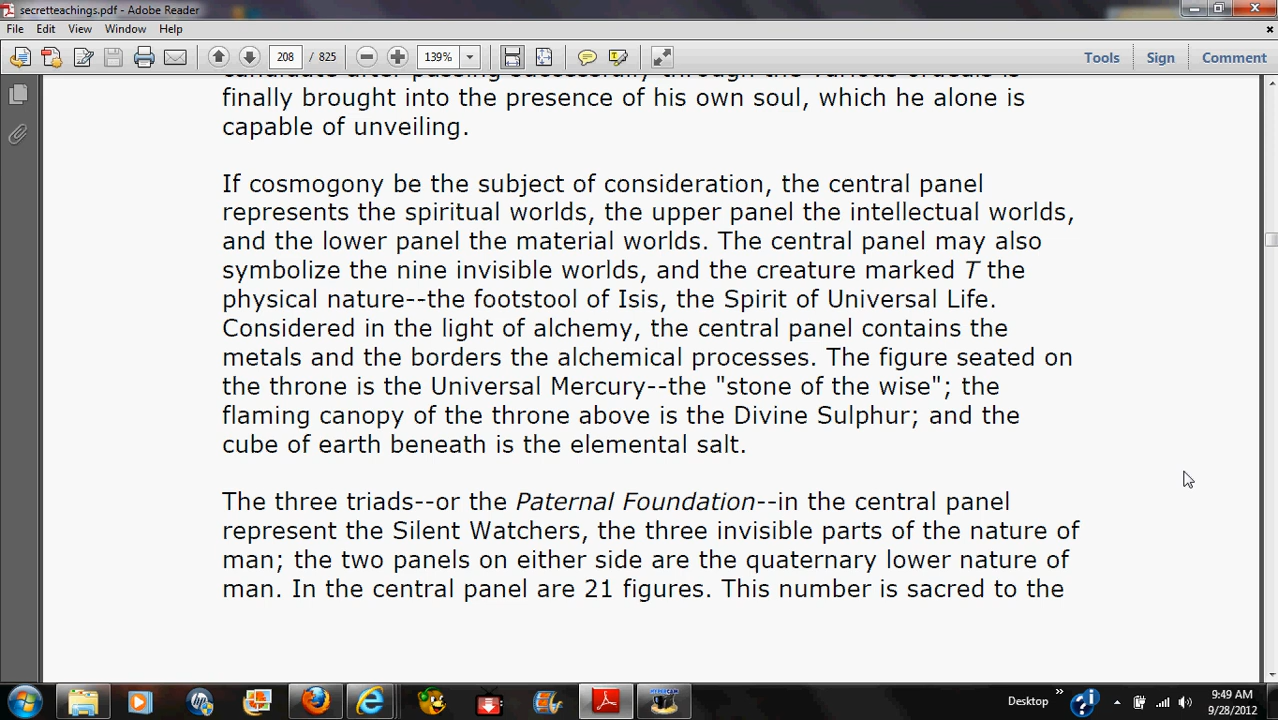 secretteachings.pdf - Adobe Reader
File Edit View Window Help
208 / 825 139% Tools Sign Comment
candidate after passing successfully through the various ordeals is
finally brought into the presence of his own soul, which he alone is
capable of unveiling.
If cosmogony be the subject of consideration, the central panel
represents the spiritual worlds, the upper panel the intellectual worlds,
and the lower panel the material worlds. The central panel may also
symbolize the nine invisible worlds, and the creature marked T the
physical nature--the footstool of Isis, the Spirit of Universal Life.
Considered in the light of alchemy, the central panel contains the
metals and the borders the alchemical processes. The figure seated on
the throne is the Universal Mercury--the "stone of the wise"; the
flaming canopy of the throne above is the Divine Sulphur; and the
cube of earth beneath is the elemental salt.
The three triads--or the Paternal Foundation--in the central panel
represent the Silent Watchers, the three invisible parts of the nature of
man; the two panels on either side are the quaternary lower nature of
man. In the central panel are 21 figures. This number is sacred to the
Desktop 9:49 AM
9/28/2012